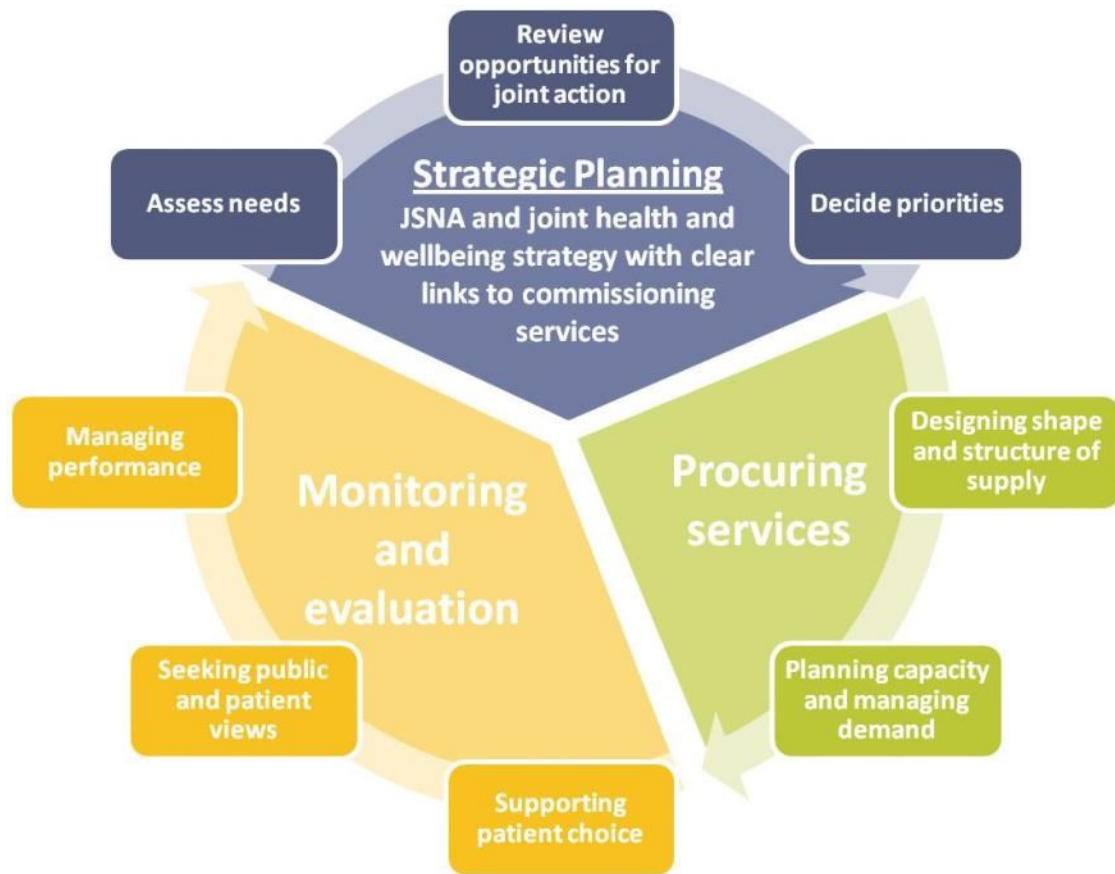 Review
opportunities for
joint action
Assess needs
Strategic Planning
JSNA and joint health and
wellbeing strategy with clear
links to commissioning
services
Decide priorities
Managing
performance
Monitoring
and
evaluation
Procuring
services
Designing shape
and structure of
supply
Seeking public
and patient
views
Planning capacity
and managing
demand
Supporting
patient choice